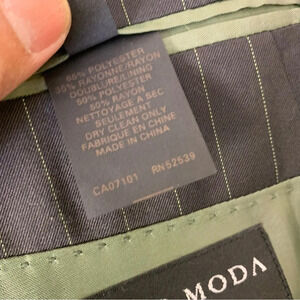 65% POLYESTER
35% RAYONNE/RAYON
DOUBLURE/LINING
50% POLYESTER
50% RAYON
NETTOYAGE A SEC
SEULEMENT
DRY CLEAN ONLY
FABRIQUE EN CHINE
MADE IN CHINA
CA07101 RN52539
MODA